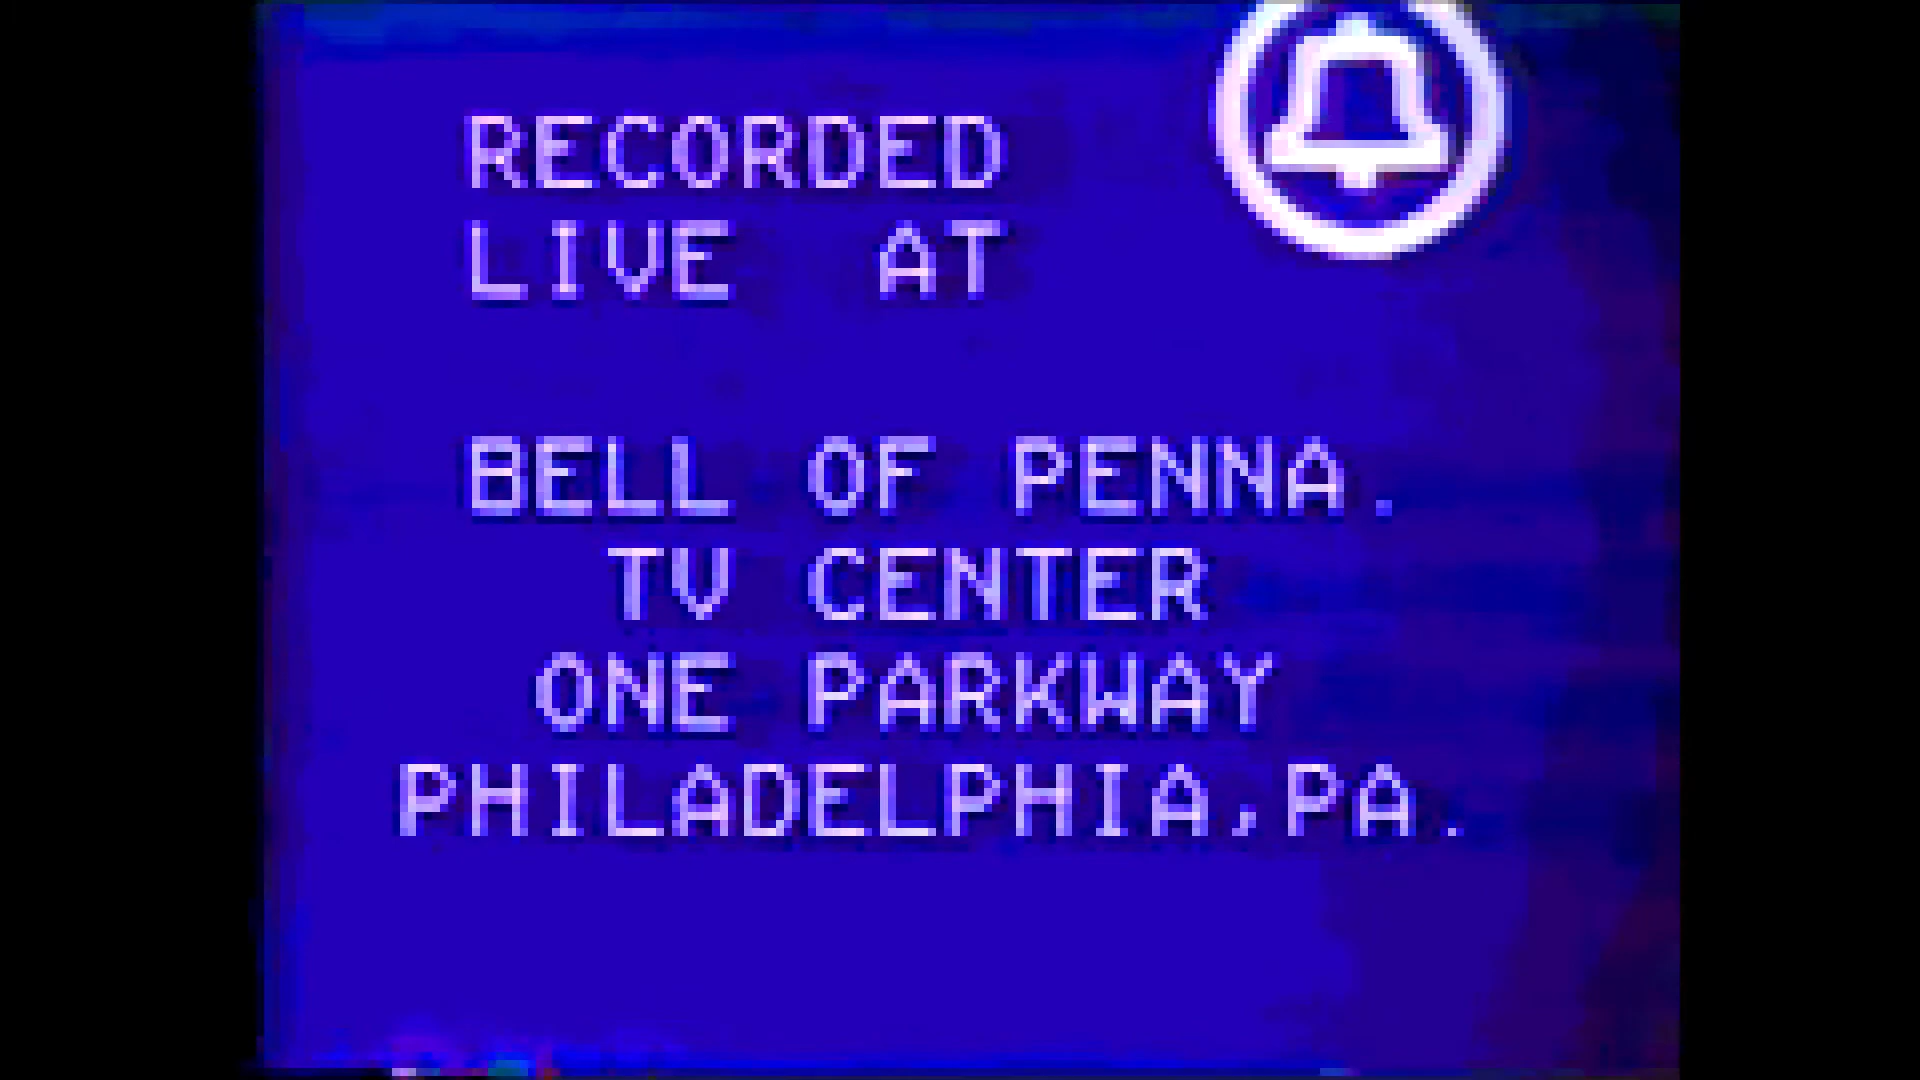 RECORDED
LIVE AT
BELL OF PENNA.
TV CENTER
ONE PARKWAY
PHILADELPHIA,PA.